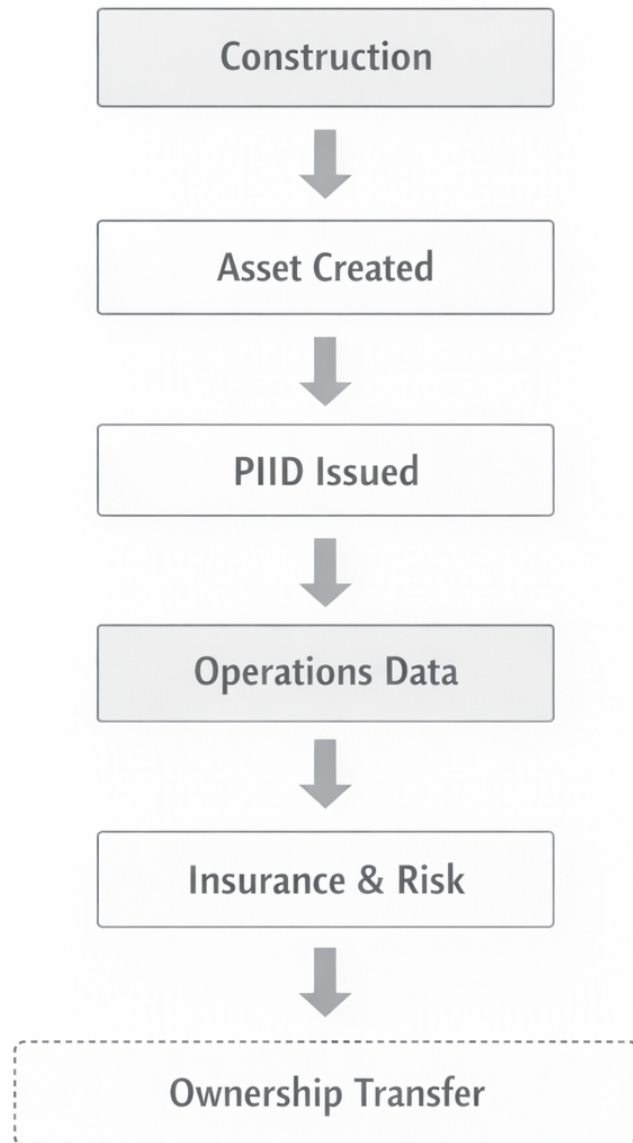 Construction
Asset Created
PIID Issued
Operations Data
Insurance & Risk
Ownership Transfer